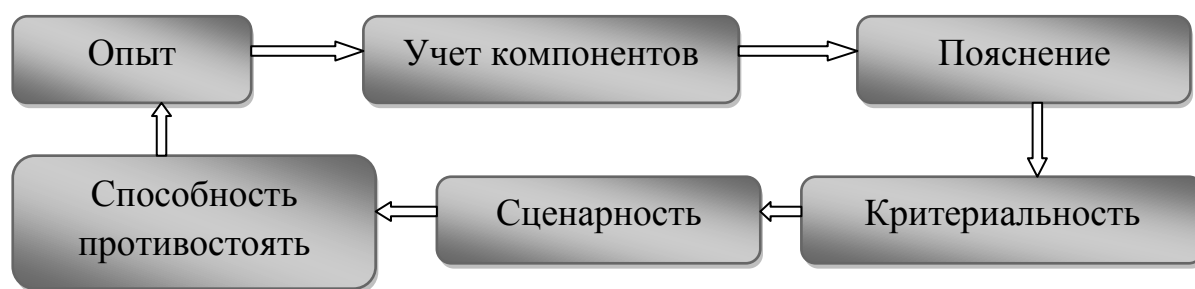 Опыт
Учет компонентов
Пояснение
Способность
противостоять
Сценарность
Критериальность